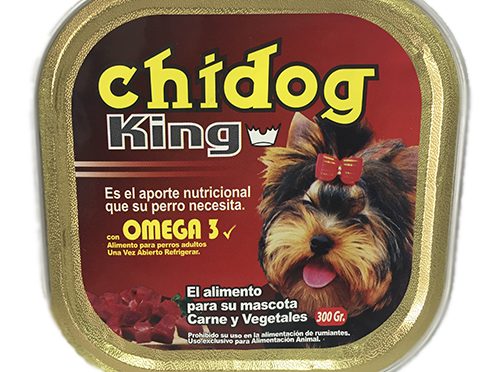 chidog
King
Es el aporte nutricional
que su perro necesita.
con OMEGA 3 ✓
Alimento para perros adultos
Una Vez Abierto Refrigerar.
El alimento
para su mascota
Carne y Vegetales 300 Gr.
Prohibido su uso en la alimentación de rumiantes.
Uso exclusivo para Alimentación Animal.